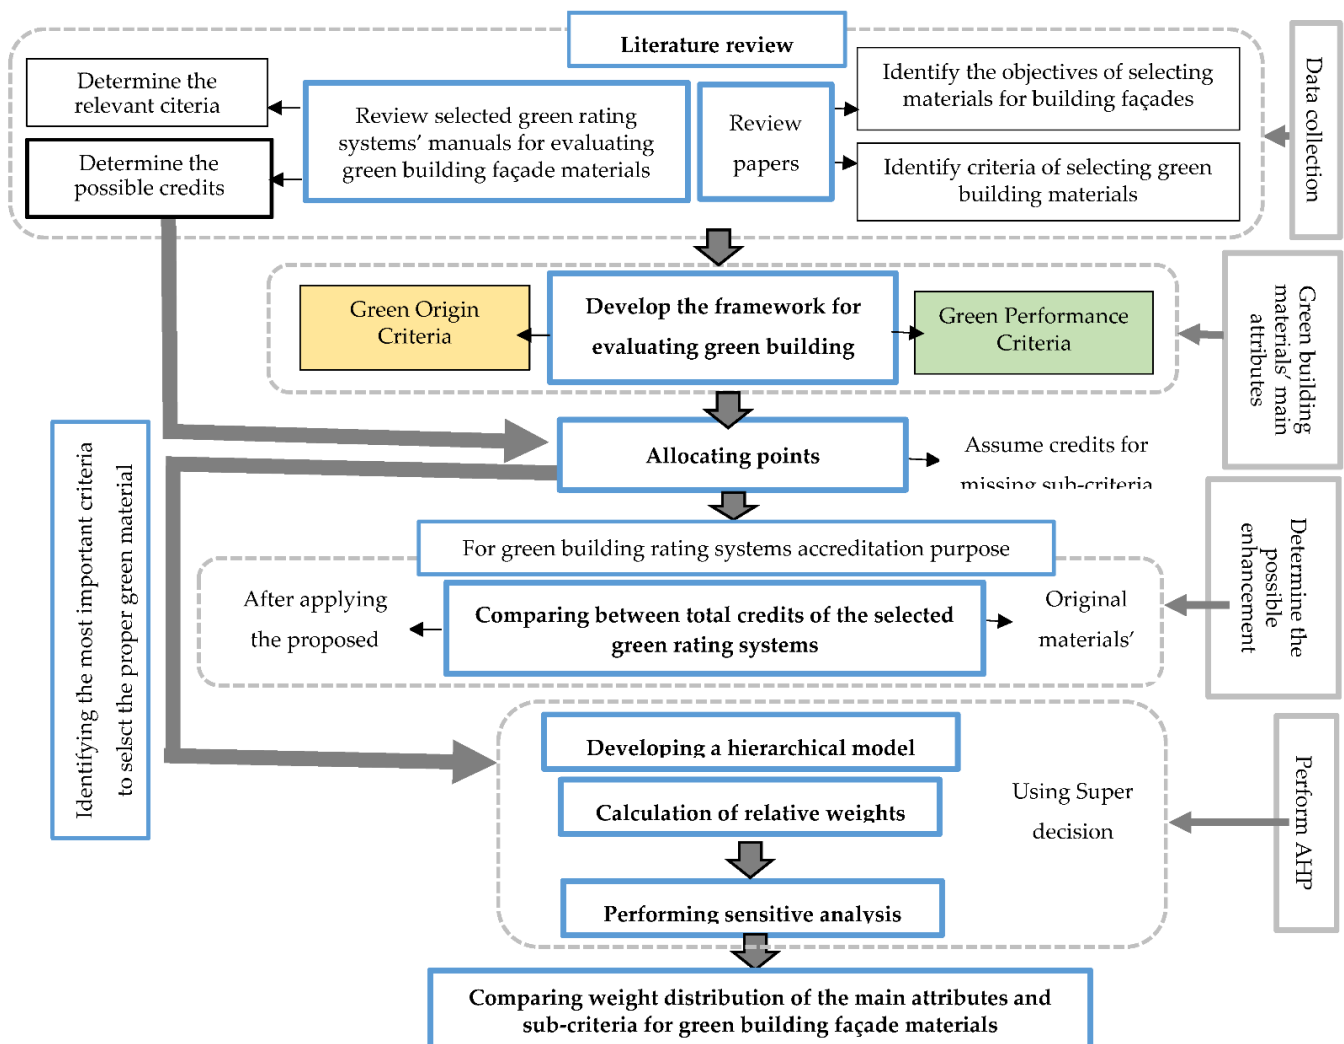 Literature review
Determine the
relevant citeria
Determine the
possible credits
Review selected green rating
systems' manuals for evaluating
green building façade materials
Review
papers
Identify the objectives of selecting
materials for building façades
Identify criteria of selecting green
building materials
Data collection
Green Origin
Criteria
Develop the framework for
evaluating green building
Green Performance
Criteria
Green building
materials' main
attributes
Allocating points
Assume credits for
missing sub-criteria
Identifying the most important criteria
to selsct the proper green material
For green building rating systems accreditation purpose
After applying
the proposed
Comparing between total credits of the selected
green rating systems
Original
materials'
Determine the
possible
enhancement
Developing a hierarchical model
Calculation of relative weights
Using Super
decision
Performing sensitive analysis
Perform AHP
Comparing weight distribution of the main attributes and
sub-criteria for green building façade materials